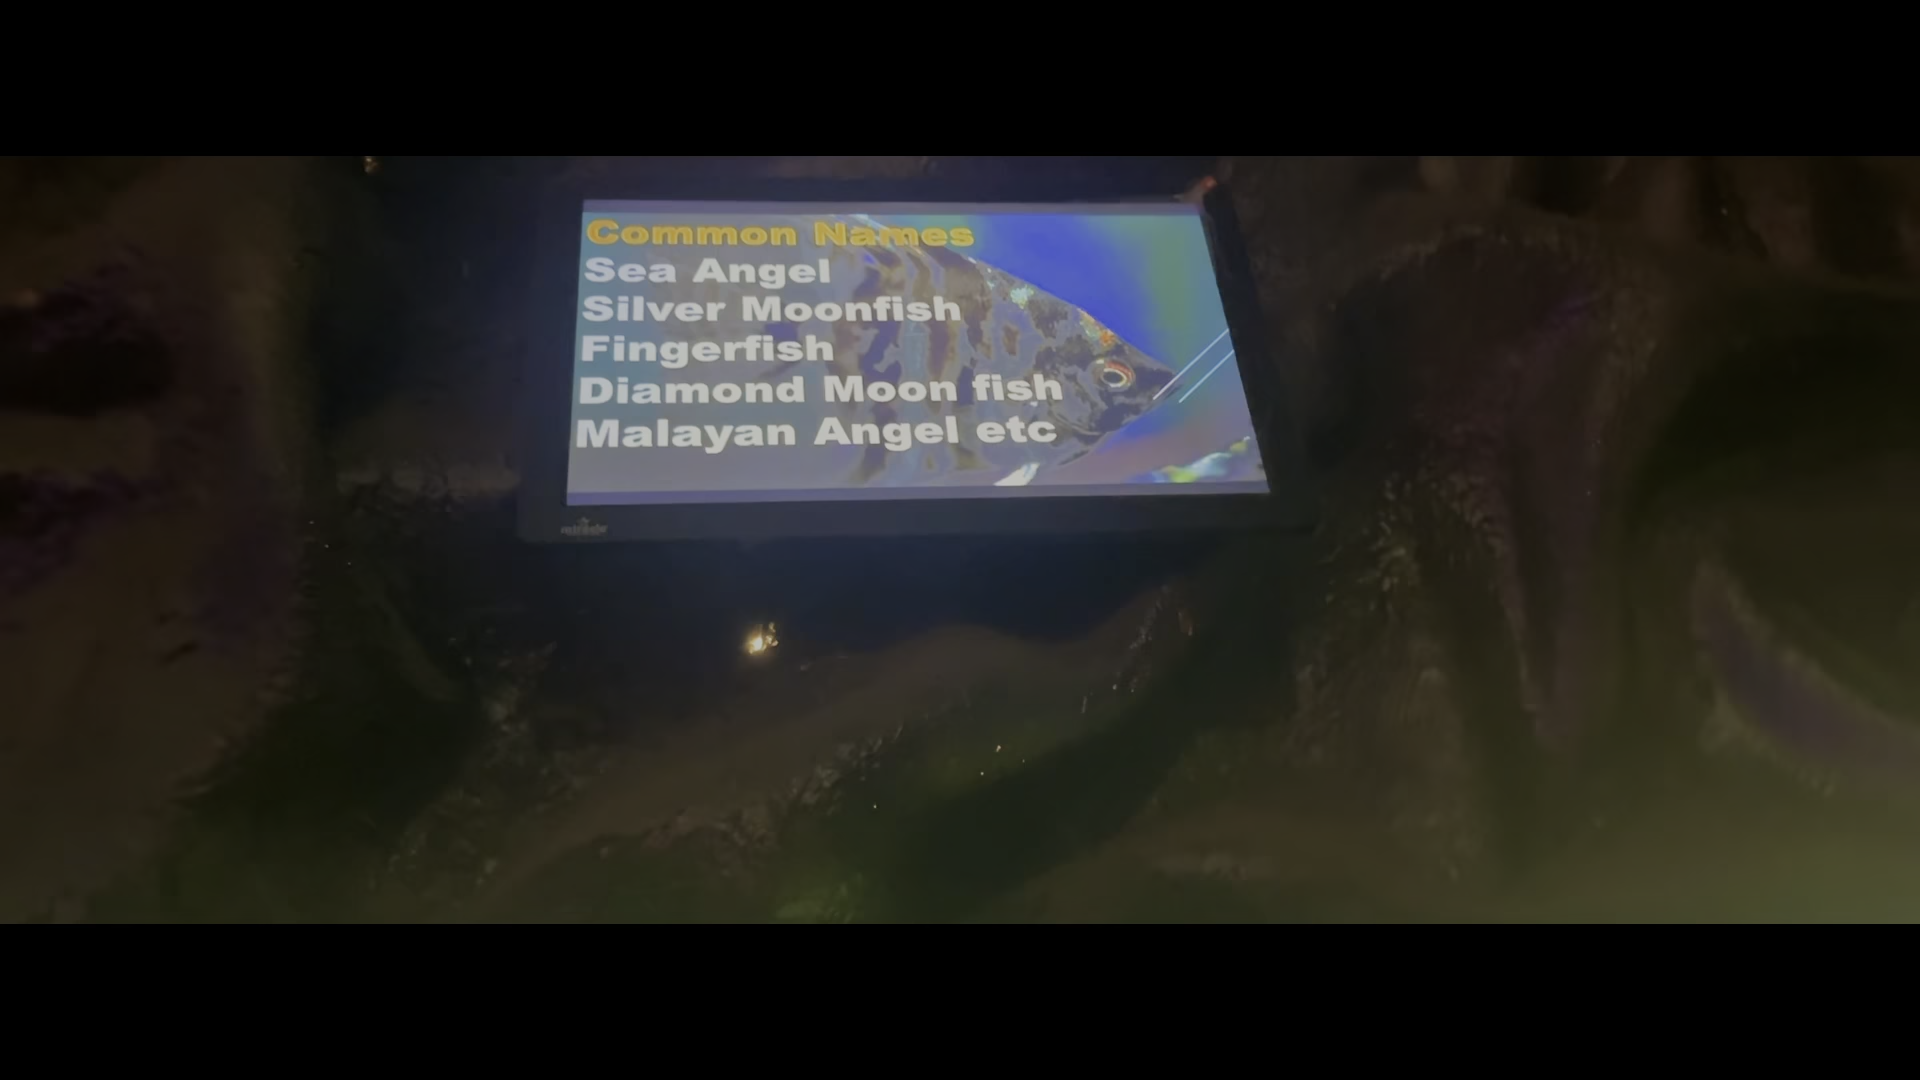 Common Names
Sea Angel
Silver Moonfish
Fingerfish
Diamond Moon fish
Malayan Angel etc